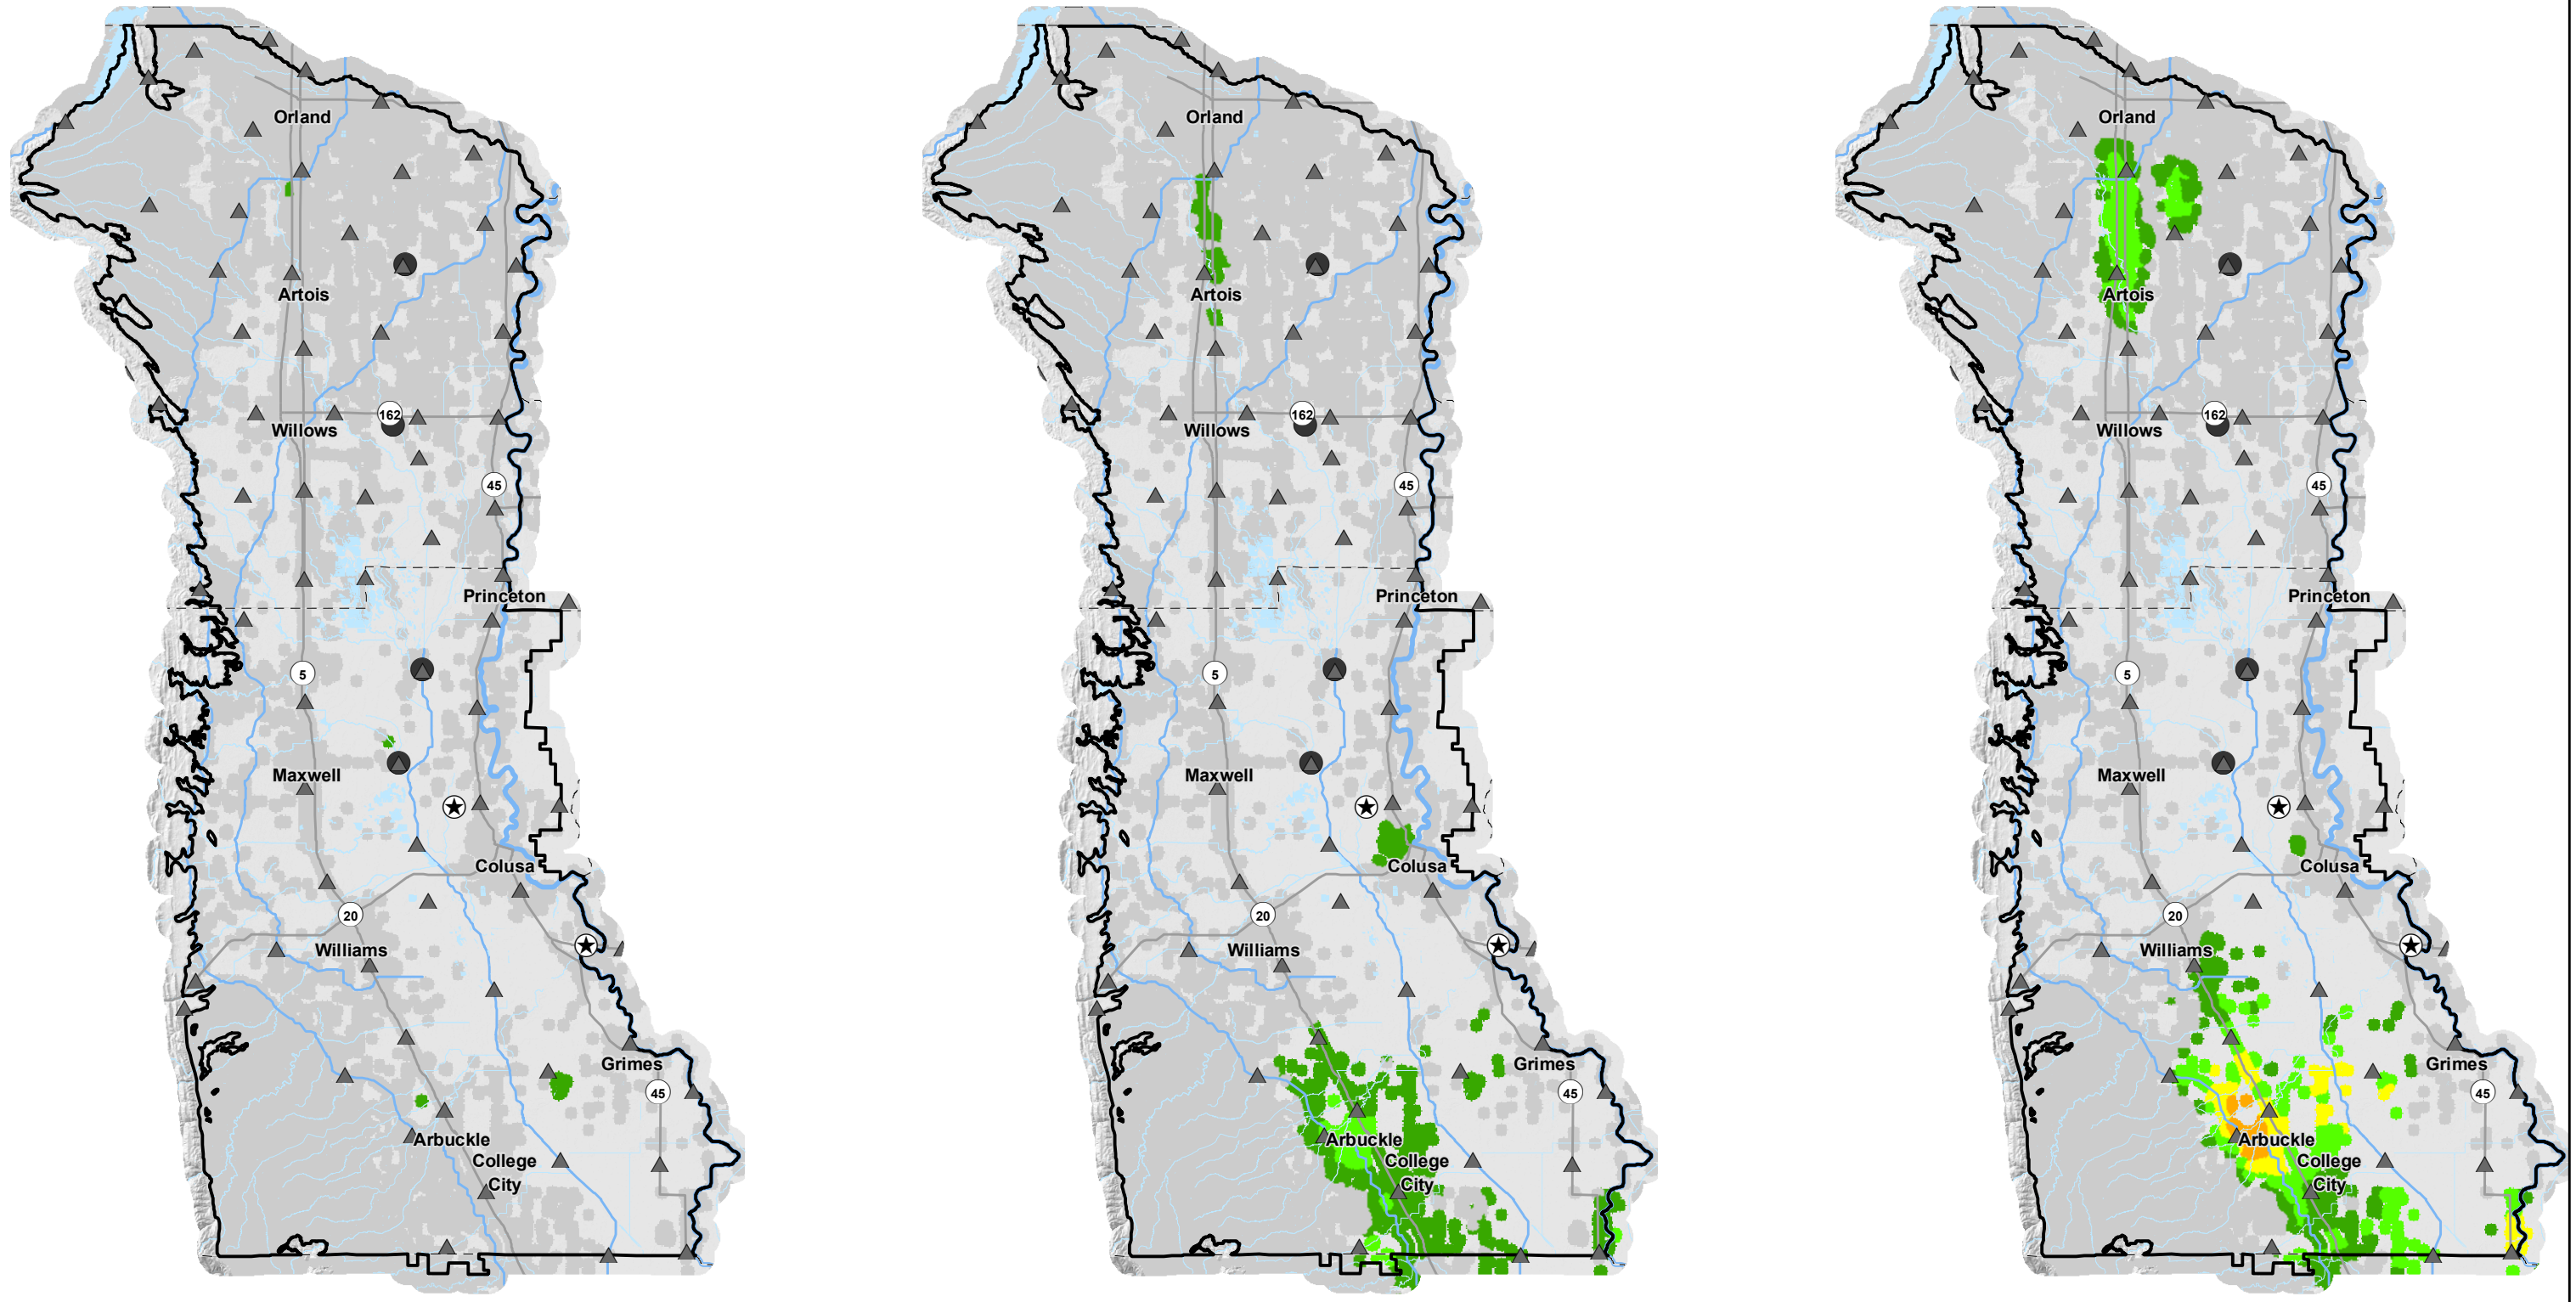 Orland
Artois
162
Willows
45
Princeton
5
Maxwell
Colusa
20
Williams
Grimes
45
Arbuckle
College
City
Orland
Artois
162
Willows
45
Princeton
5
Maxwell
Colusa
20
Williams
Grimes
45
Arbuckle
College
City
Orland
Artois
162
Willows
45
Princeton
5
Maxwell
Colusa
20
Williams
Grimes
45
Arbuckle
College
City